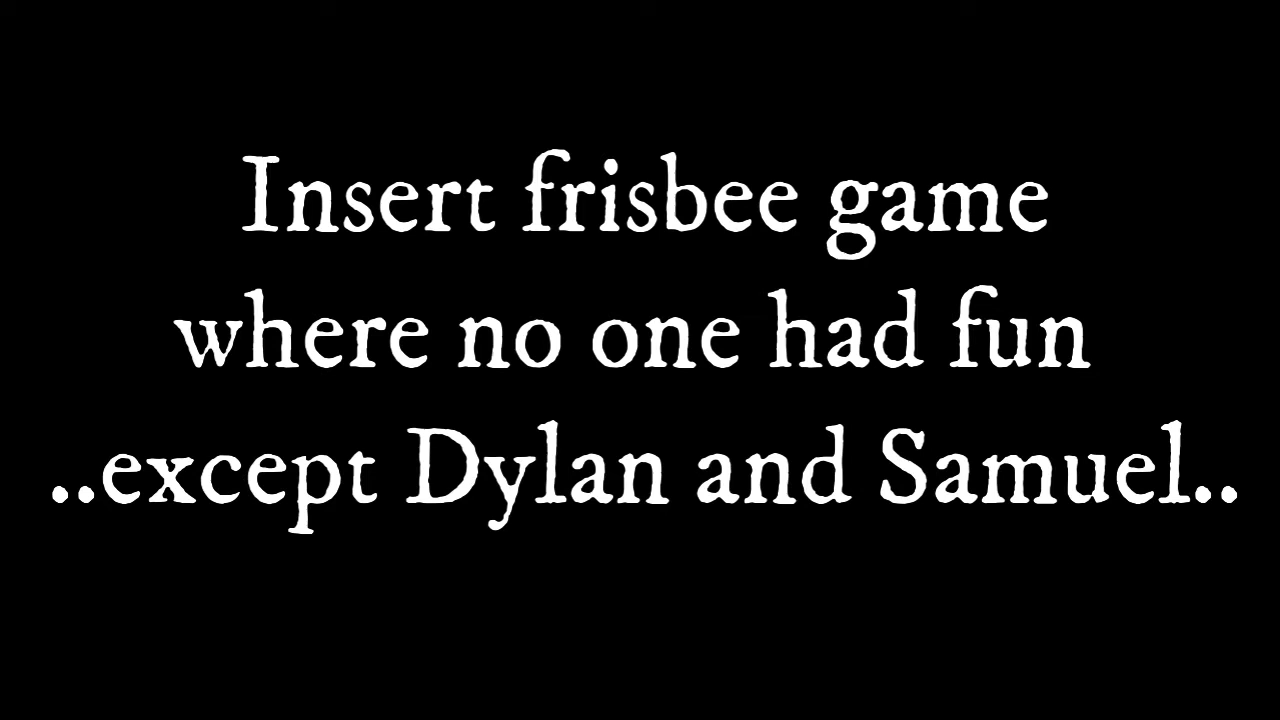 Insert frisbee game
where no one had fun
..except Dylan and Samuel..